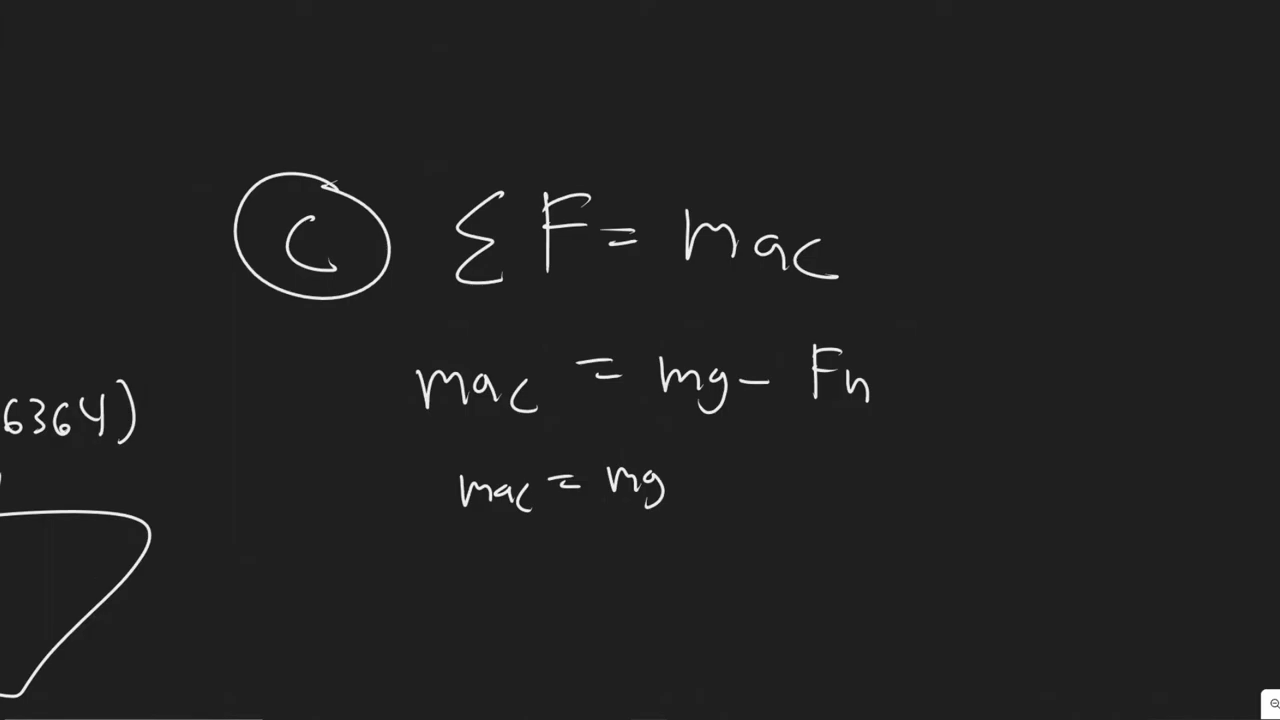 C ΣF = mac
mac = mg - Fn
6364)
mac = mg